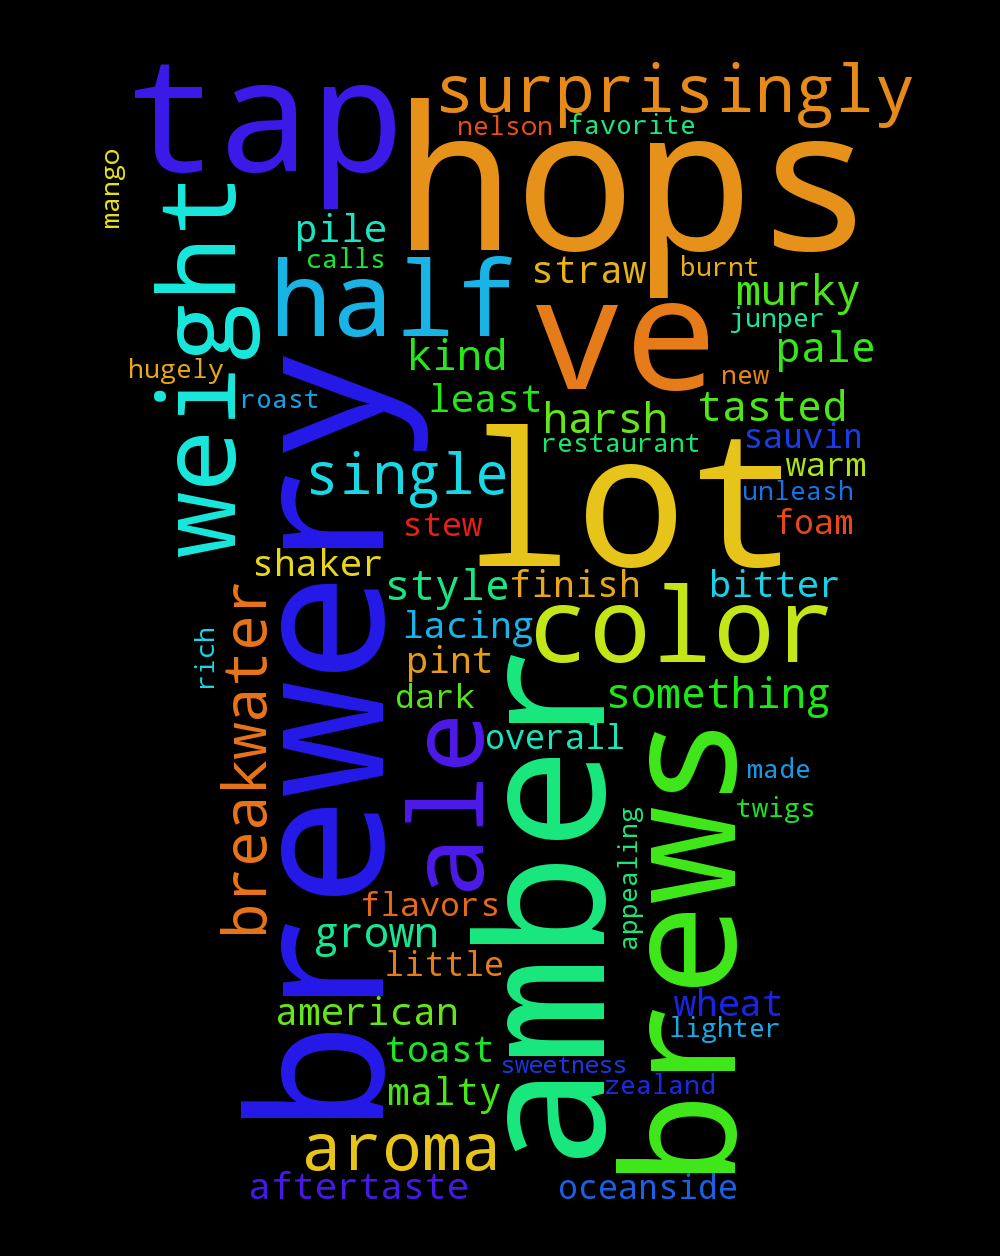 tap
surprisingly
hops
nelson
favorite
mango
weight
pile
calls
half
straw
burnt
ve
murky
junper
pale
kind
hugely
new
roast
least
harsh
tasted
restaurant
sauvin
brewery
lot
single
warm
unleash
stew
foam
shaker
style
finish
bitter
color
breakwater
rich
lacing
pint
dark
something
amber
ale
overall
brews
made
twigs
appealing
flavors
grown
little
american
wheat
lighter
toast
sweetness
malty
zealand
aroma
aftertaste
oceanside